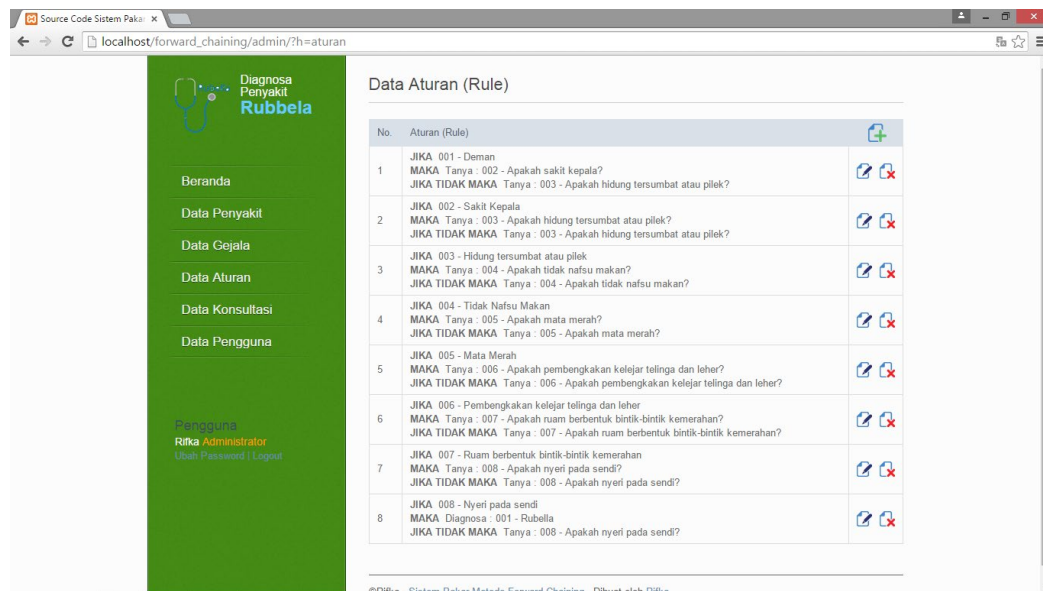 Source Code Sistem Pakar
localhost/forward_chaining/admin/?h=aturan
Diagnosa
Penyakit
Rubbela
Beranda
Data Penyakit
Data Gejala
Data Aturan
Data Konsultasi
Data Pengguna
Pengguna
Rifka Administrator
Ubah Password | Logout
Data Aturan (Rule)
No. Aturan (Rule)
1
JIKA 001 - Deman
MAKA Tanya : 002 - Apakah sakit kepala?
JIKA TIDAK MAKA Tanya : 003 - Apakah hidung tersumbat atau pilek?
2
JIKA 002 - Sakit Kepala
MAKA Tanya : 003 - Apakah hidung tersumbat atau pilek?
JIKA TIDAK MAKA Tanya : 003 - Apakah hidung tersumbat atau pilek?
3
JIKA 003 - Hidung tersumbat atau pilek
MAKA Tanya : 004 - Apakah tidak nafsu makan?
JIKA TIDAK MAKA Tanya : 004 - Apakah tidak nafsu makan?
4
JIKA 004 - Tidak Nafsu Makan
MAKA Tanya : 005 - Apakah mata merah?
JIKA TIDAK MAKA Tanya : 005 - Apakah mata merah?
5
JIKA 005 - Mata Merah
MAKA Tanya : 006 - Apakah pembengkakan kelejar telinga dan leher?
JIKA TIDAK MAKA Tanya : 006 - Apakah pembengkakan kelejar telinga dan leher?
6
JIKA 006 - Pembengkakan kelejar telinga dan leher
MAKA Tanya : 007 - Apakah ruam berbentuk bintik-bintik kemerahan?
JIKA TIDAK MAKA Tanya : 007 - Apakah ruam berbentuk bintik-bintik kemerahan?
7
JIKA 007 - Ruam berbentuk bintik-bintik kemerahan
MAKA Tanya : 008 - Apakah nyeri pada sendi?
JIKA TIDAK MAKA Tanya : 008 - Apakah nyeri pada sendi?
8
JIKA 008 - Nyeri pada sendi
MAKA Diagnosa : 001 - Rubella
JIKA TIDAK MAKA Tanya : 008 - Apakah nyeri pada sendi?
©Rifka - Sistem Pakar Metode Forward Chaining - Dibuat oleh Rifka